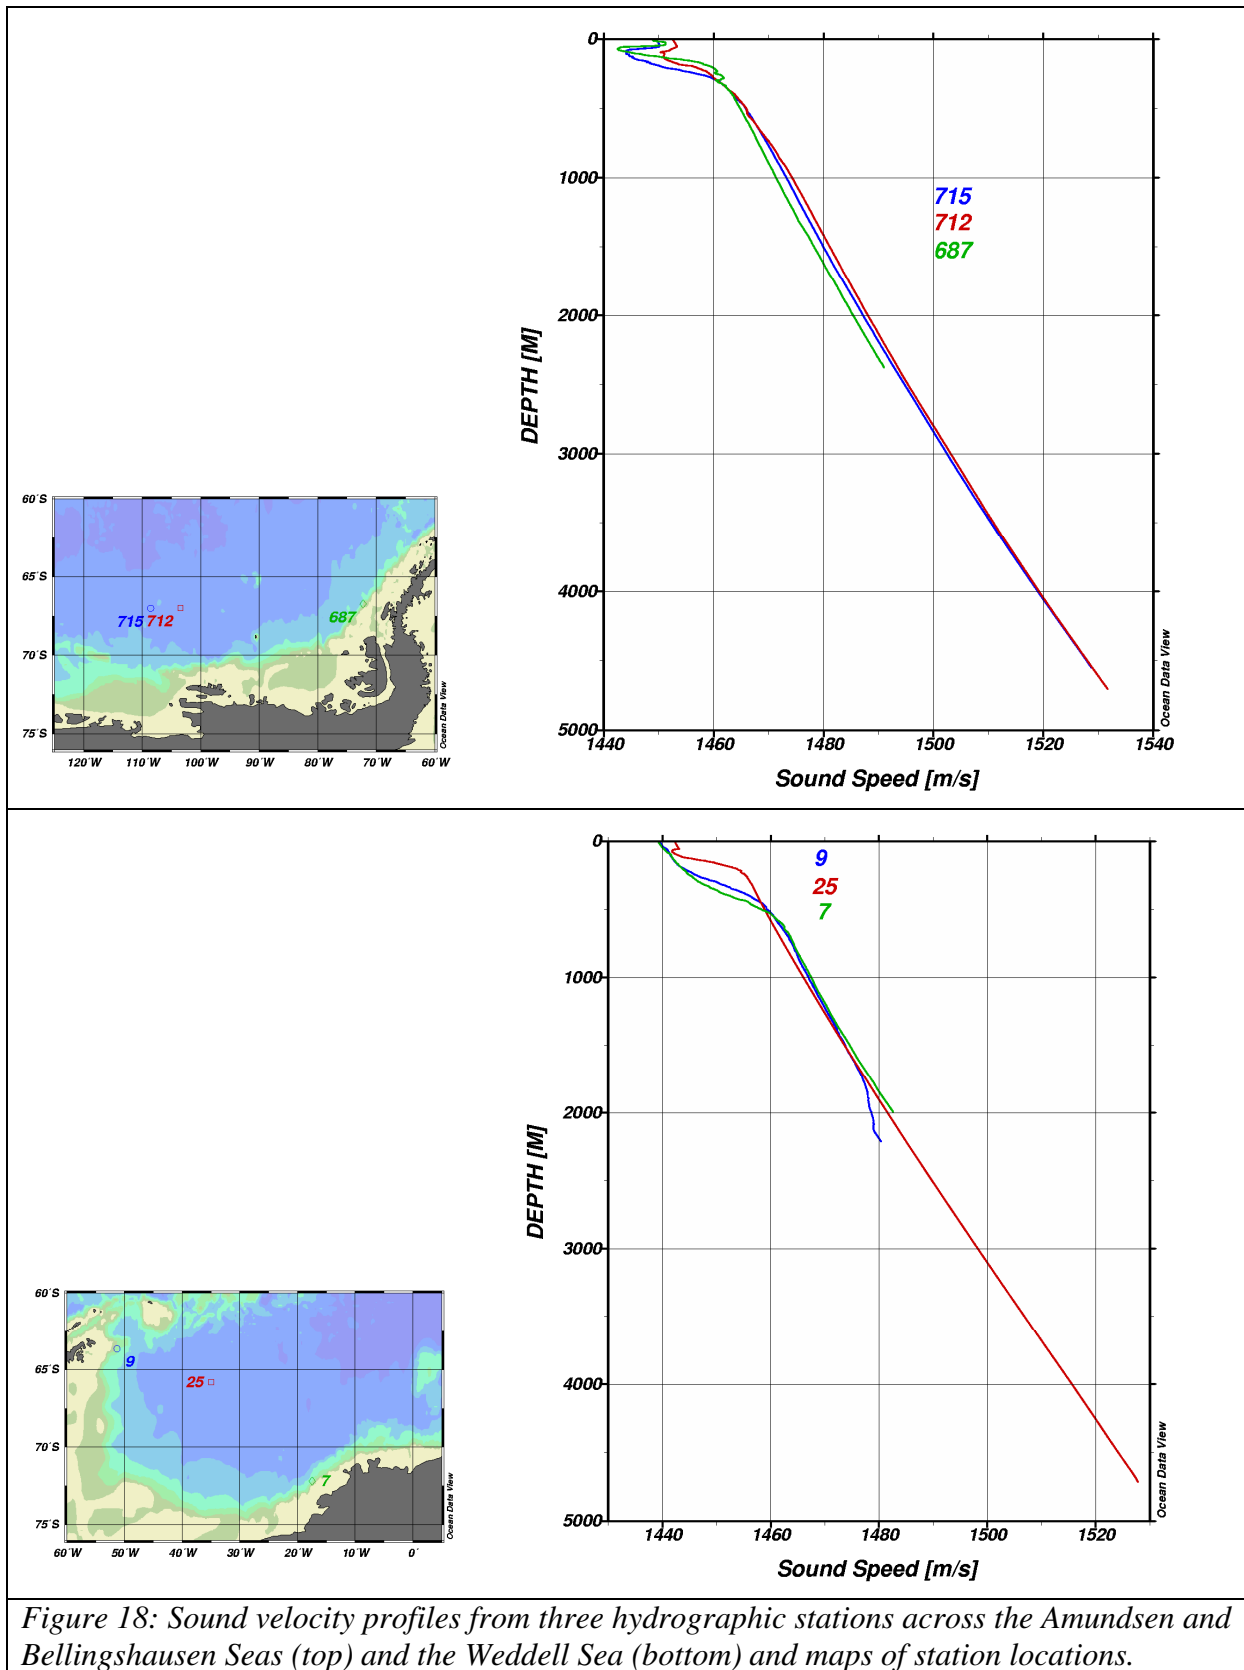 0
1000
2000
3000
4000
5000
DEPTH [M]
715
712
687
1440 1460 1480 1500 1520 1540
Sound Speed [m/s]
Ocean Data View
60°S
65°S
70°S
75°S
715 712
687
120°W 110°W 100°W 90°W 80°W 70°W 60°W
Ocean Data View
0
1000
2000
3000
4000
5000
DEPTH [M]
9
25
7
1440 1460 1480 1500 1520
Sound Speed [m/s]
Ocean Data View
60°S
65°S
70°S
75°S
9
25
7
60°W 50°W 40°W 30°W 20°W 10°W 0°
Ocean Data View
Figure 18: Sound velocity profiles from three hydrographic stations across the Amundsen and
Bellingshausen Seas (top) and the Weddell Sea (bottom) and maps of station locations.